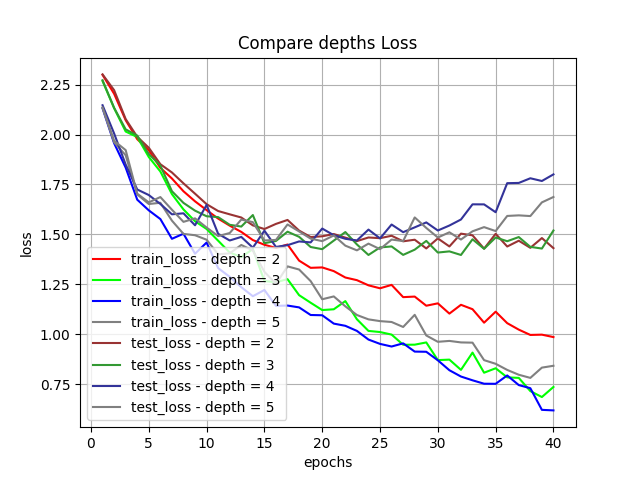 Compare depths Loss
loss
2.25
2.00
1.75
1.50
1.25
1.00
0.75
train_loss - depth = 2
train_loss - depth = 3
train_loss - depth = 4
train_loss - depth = 5
test_loss - depth = 2
test_loss - depth = 3
test_loss - depth = 4
test_loss - depth = 5
0 5 10 15 20 25 30 35 40
epochs